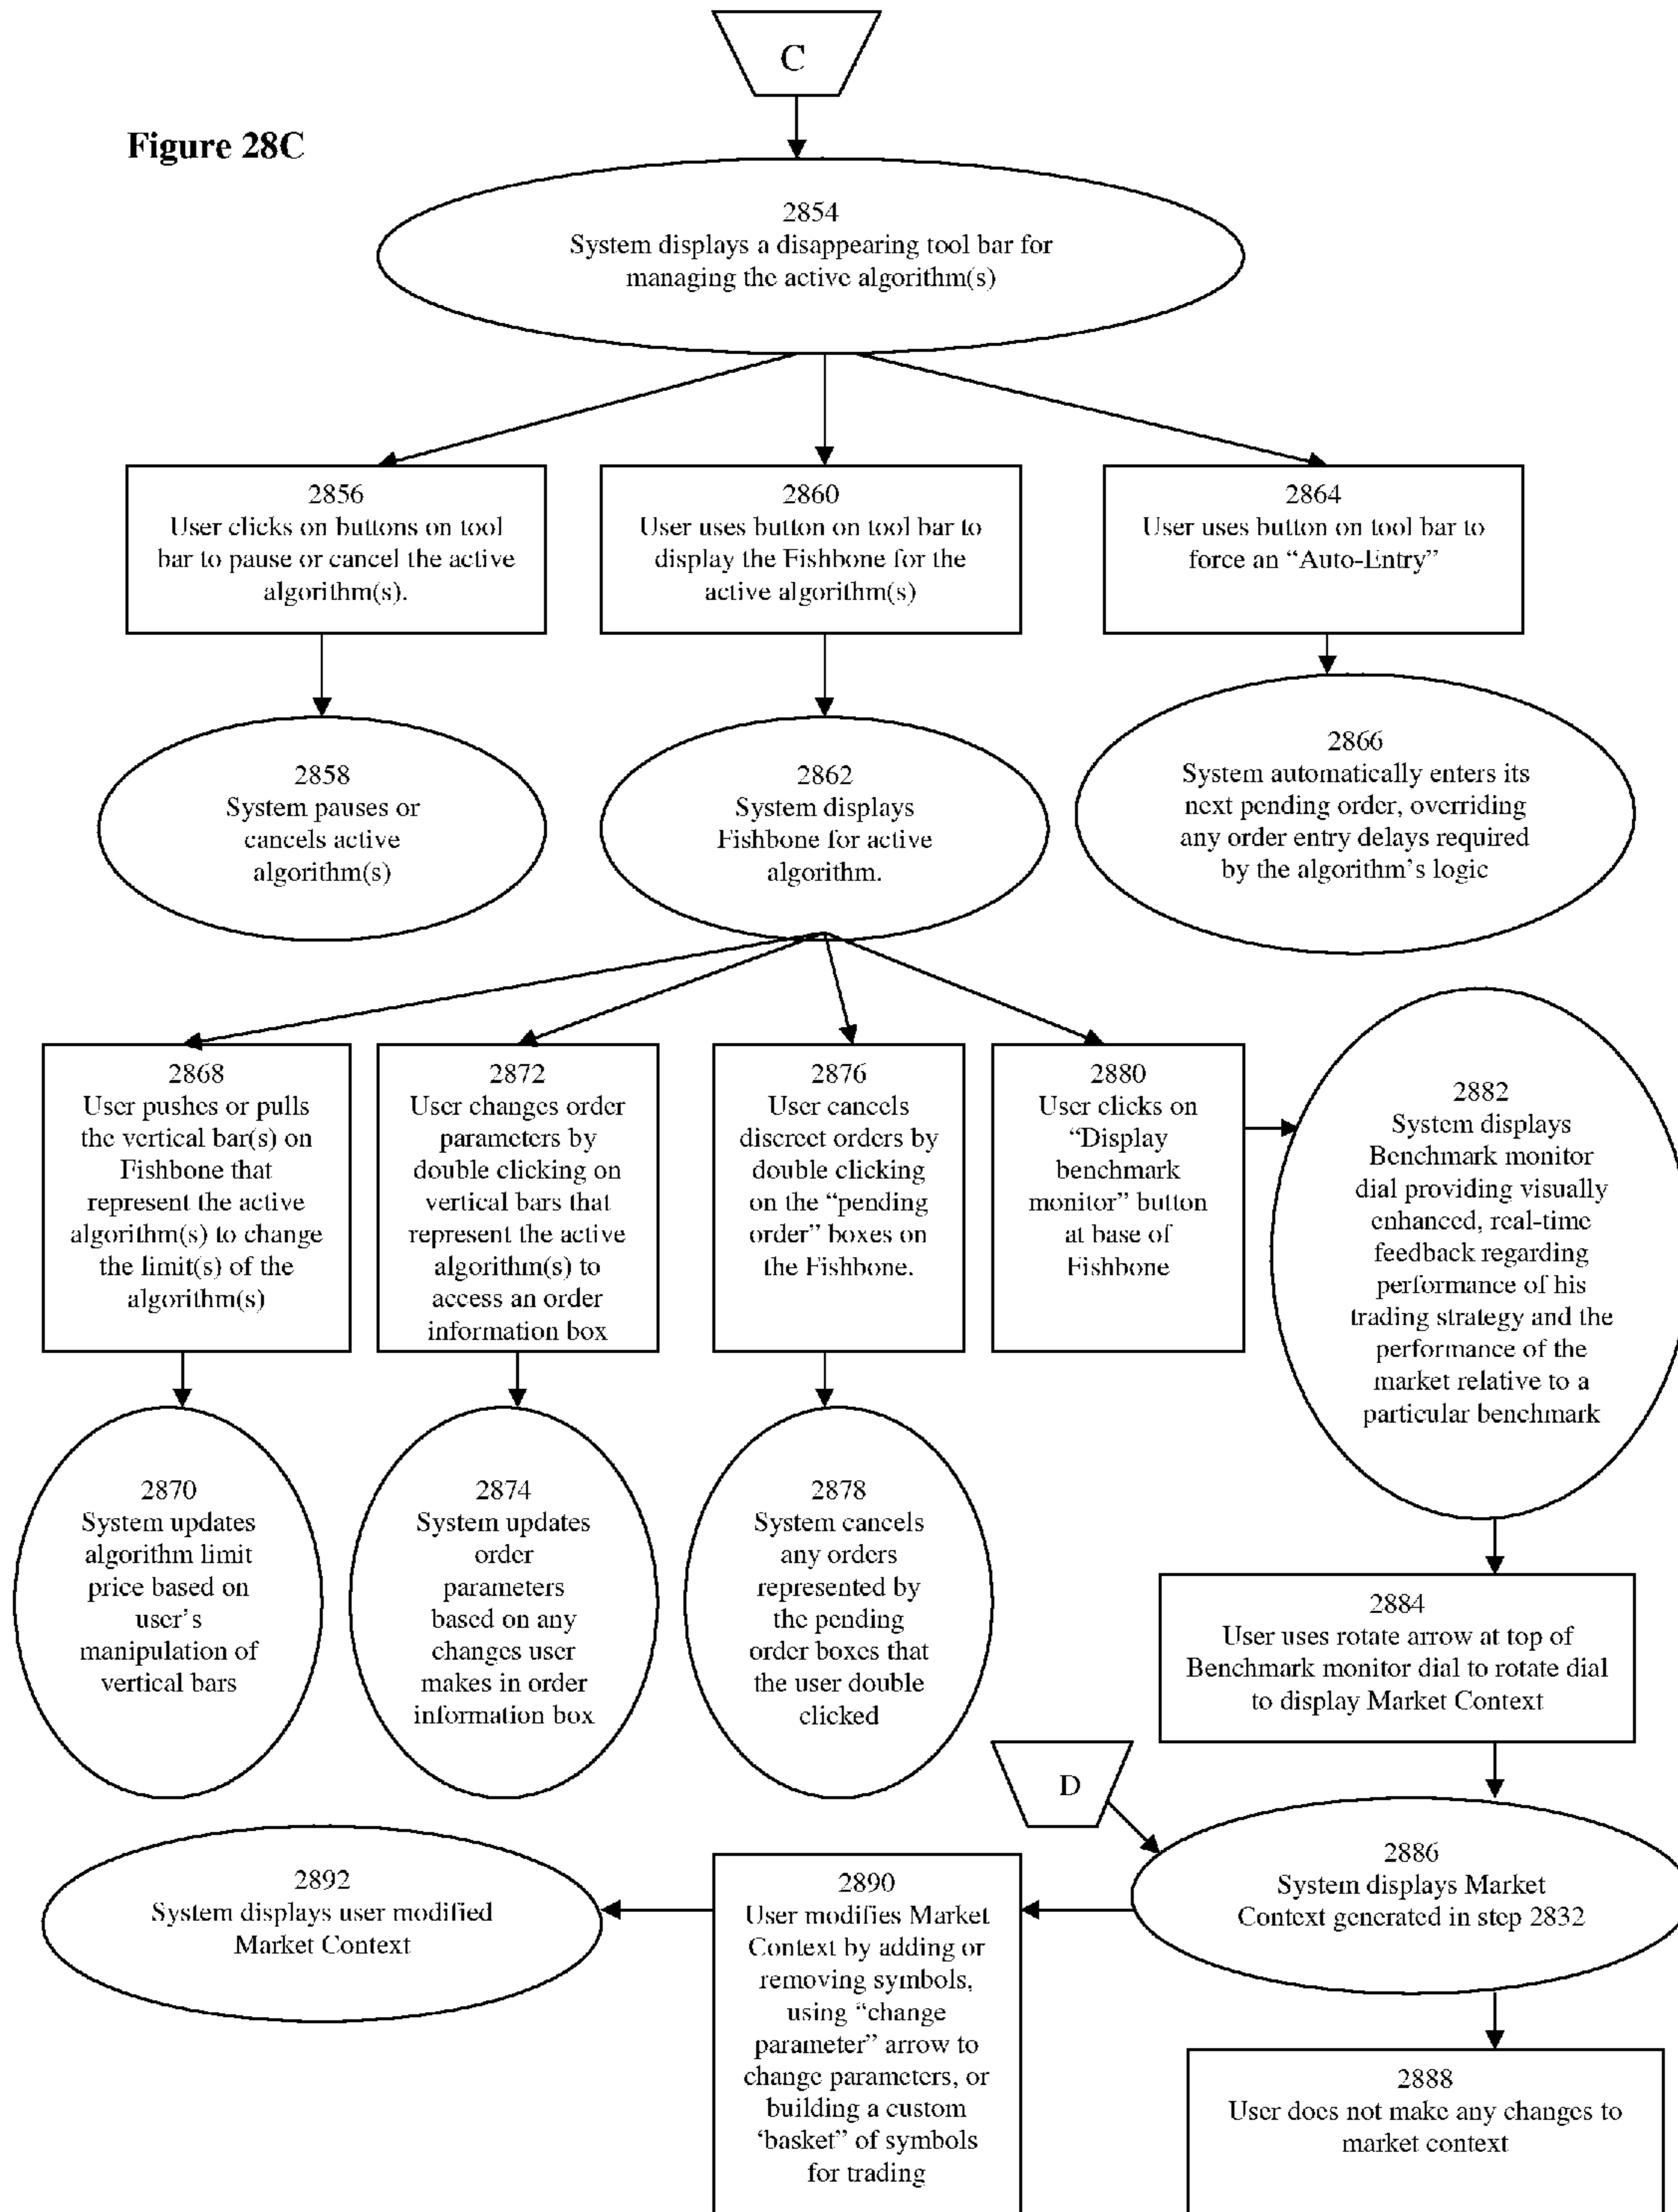 C
Figure 28C
2854
System displays a disappearing tool bar for
managing the active algorithm(s)
2856
User clicks on buttons on tool
bar to pause or cancel the active
algorithm(s).
2860
User uses button on tool bar to
display the Fishbone for the
active algorithm(s)
2864
User uses button on tool bar to
force an “Auto-Entry”
2858
System pauses or
cancels active
algorithm(s)
2862
System displays
Fishbone for active
algorithm.
2866
System automatically enters its
next pending order, overriding
any order entry delays required
by the algorithm’s logic
2868
User pushes or pulls
the vertical bar(s) on
Fishbone that
represent the active
algorithm(s) to change
the limit(s) of the
algorithm(s)
2872
User changes order
parameters by
double clicking on
vertical bars that
represent the active
algorithm(s) to
access an order
information box
2876
User cancels
discreet orders by
double clicking
on the “pending
order” boxes on
the Fishbone.
2880
User clicks on
“Display
benchmark
monitor” button
at base of
Fishbone
2882
System displays
Benchmark monitor
dial providing visually
enhanced, real-time
feedback regarding
performance of his
trading strategy and the
performance of the
market relative to a
particular benchmark
2870
System updates
algorithm limit
price based on
user’s
manipulation of
vertical bars
2874
System updates
order
parameters
based on any
changes user
makes in order
information box
2878
System cancels
any orders
represented by
the pending
order boxes that
the user double
clicked
2884
User uses rotate arrow at top of
Benchmark monitor dial to rotate dial
to display Market Context
D
2886
System displays Market
Context generated in step 2832
2892
System displays user modified
Market Context
2890
User modifies Market
Context by adding or
removing symbols,
using “change
parameter” arrow to
change parameters, or
building a custom
‘basket” of symbols
for trading
2888
User does not make any changes to
market context